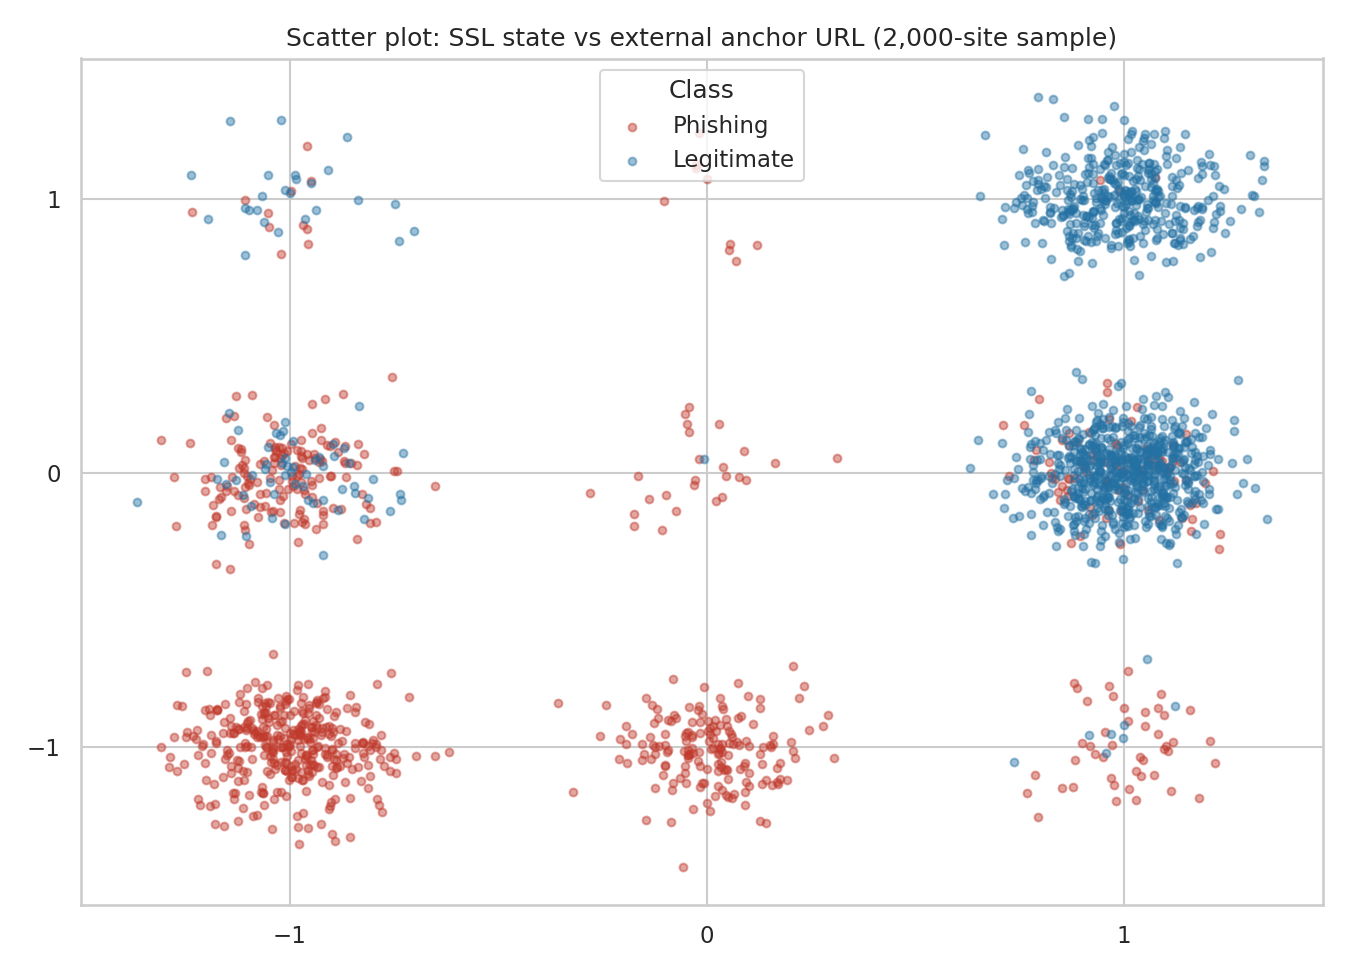 Scatter plot: SSL state vs external anchor URL (2,000-site sample)
Class
Phishing
Legitimate
1
0
−1
−1
0
1